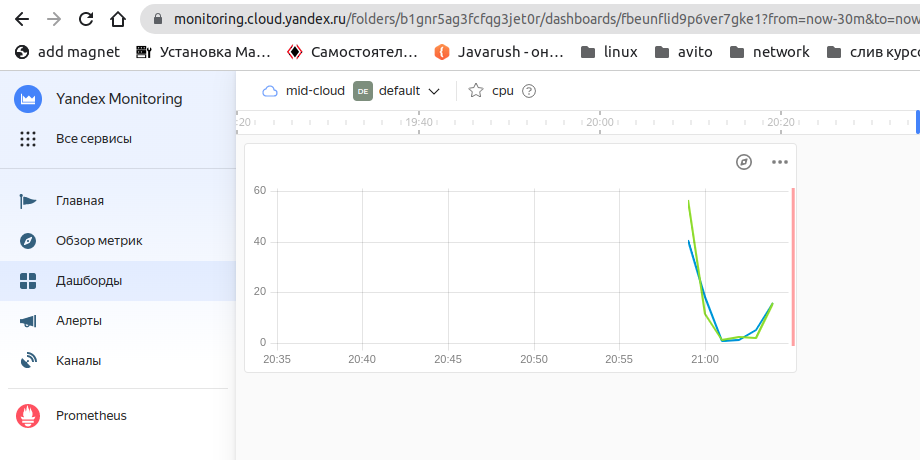 monitoring.cloud.yandex.ru/folders/b1gnr5ag3fcfqg3jet0r/dashboards/fbeunflid9p6ver7gke1?from=now-30m&to=now
add magnet Установка Ma... Самостоятел... Javarush - он... linux avito network слив курсо
Yandex Monitoring
Все сервисы
Главная
Обзор метрик
Дашборды
Алерты
Каналы
Prometheus
mid-cloud DE default cpu ?
:20 19:40 20:00 20:20
60
40
20
0
20:35 20:40 20:45 20:50 20:55 21:00